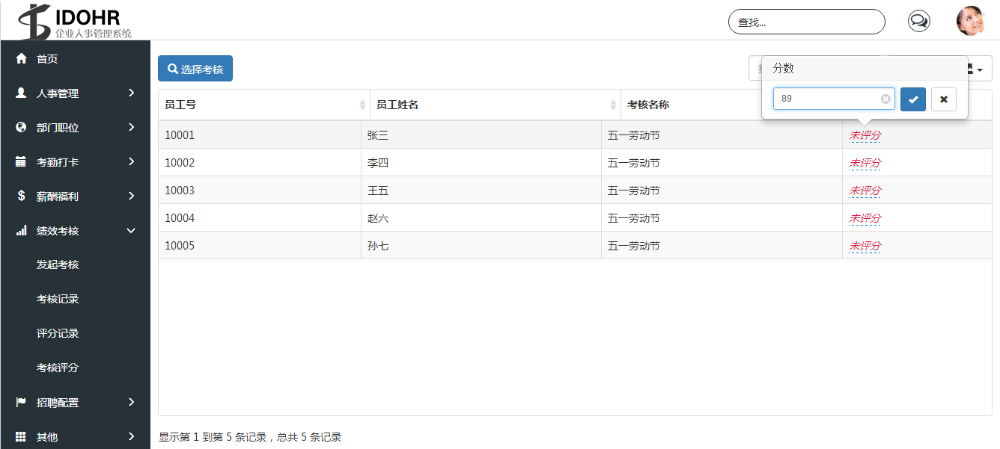 IDOHR
企业人事管理系统
查找...
首页
人事管理
部门职位
考勤打卡
薪酬福利
绩效考核
发起考核
考核记录
评分记录
考核评分
招聘配置
其他
选择考核
分数
89
员工号 员工姓名 考核名称
10001 张三 五一劳动节 未评分
10002 李四 五一劳动节 未评分
10003 王五 五一劳动节 未评分
10004 赵六 五一劳动节 未评分
10005 孙七 五一劳动节 未评分
显示第 1 到第 5 条记录，总共 5 条记录